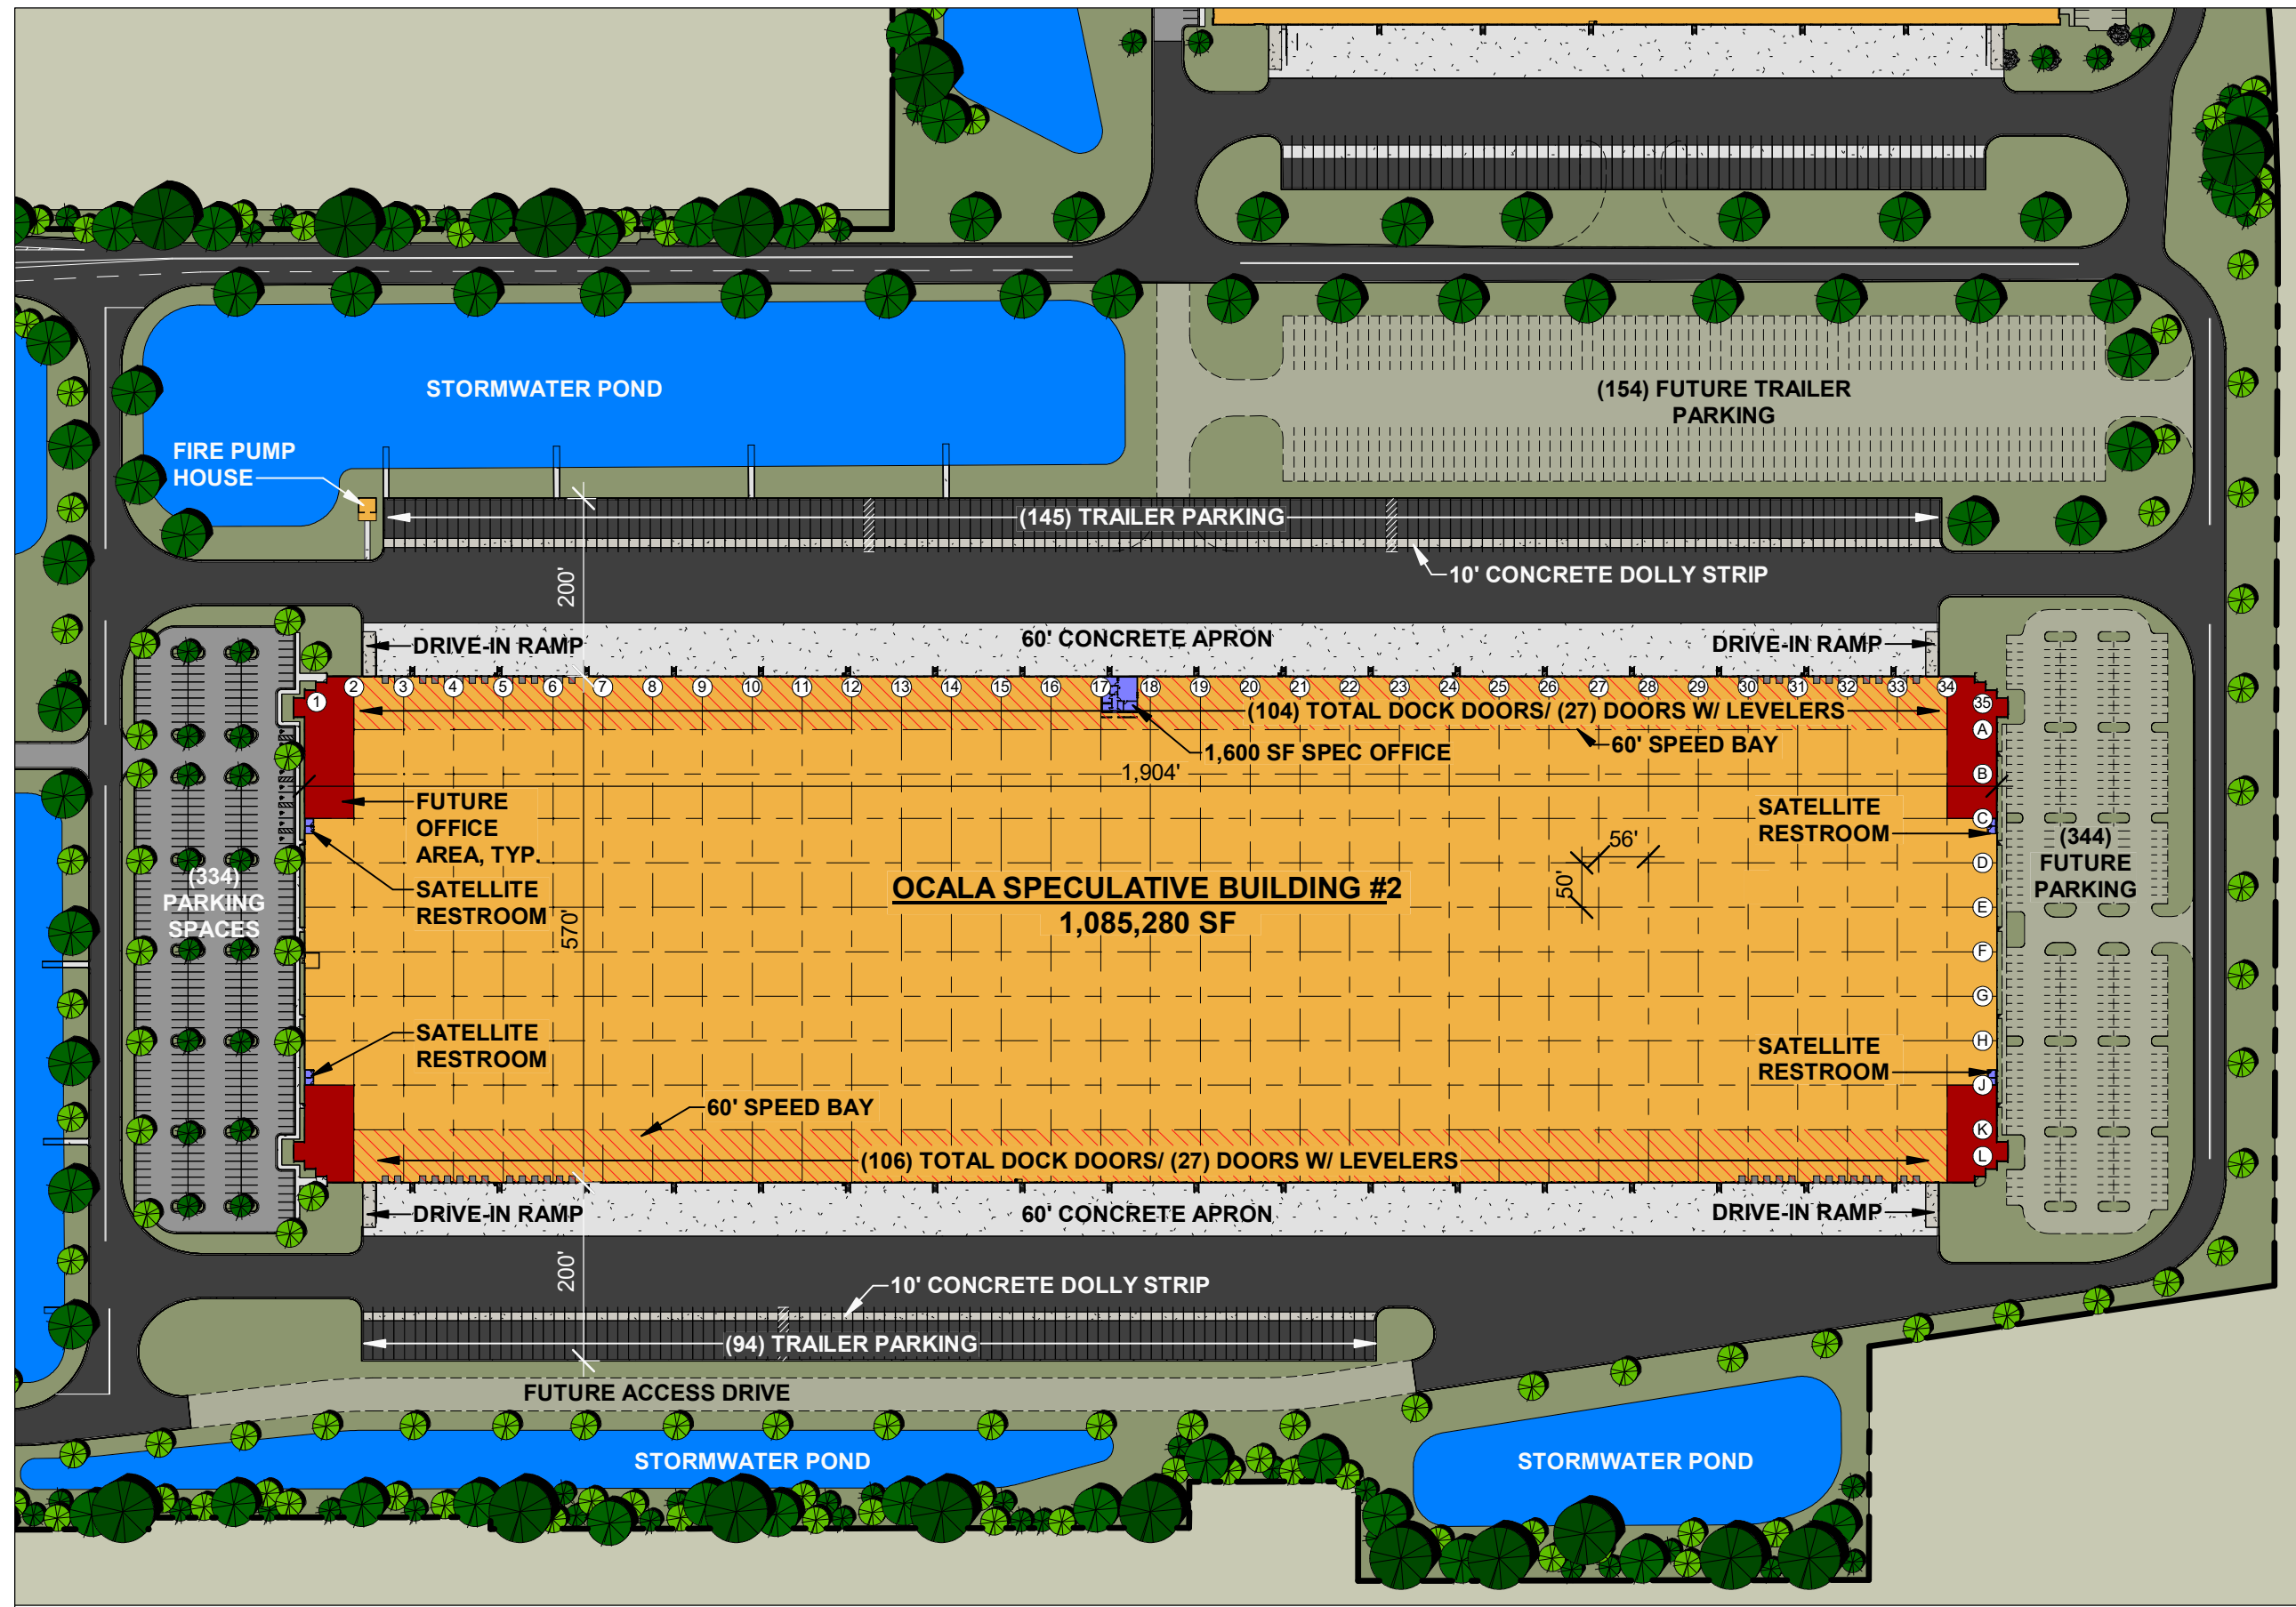 STORMWATER POND
(154) FUTURE TRAILER
PARKING
FIRE PUMP
HOUSE
(145) TRAILER PARKING
200'
10' CONCRETE DOLLY STRIP
DRIVE-IN RAMP
60' CONCRETE APRON
DRIVE-IN RAMP
1 2 3 4 5 6 7 8 9 10 11 12 13 14 15 16 17 18 19 20 21 22 23 24 25 26 27 28 29 30 31 32 33 34 35
(104) TOTAL DOCK DOORS/ (27) DOORS W/ LEVELERS
60' SPEED BAY
1,600 SF SPEC OFFICE
1,904'
A
B
C
D
E
F
G
H
J
K
L
FUTURE
OFFICE
AREA, TYP.
SATELLITE
RESTROOM
SATELLITE
RESTROOM
56'
50'
(334)
PARKING
SPACES
(344)
FUTURE
PARKING
OCALA SPECULATIVE BUILDING #2
1,085,280 SF
570'
SATELLITE
RESTROOM
SATELLITE
RESTROOM
60' SPEED BAY
(106) TOTAL DOCK DOORS/ (27) DOORS W/ LEVELERS
DRIVE-IN RAMP
60' CONCRETE APRON
DRIVE-IN RAMP
200'
10' CONCRETE DOLLY STRIP
(94) TRAILER PARKING
FUTURE ACCESS DRIVE
STORMWATER POND
STORMWATER POND